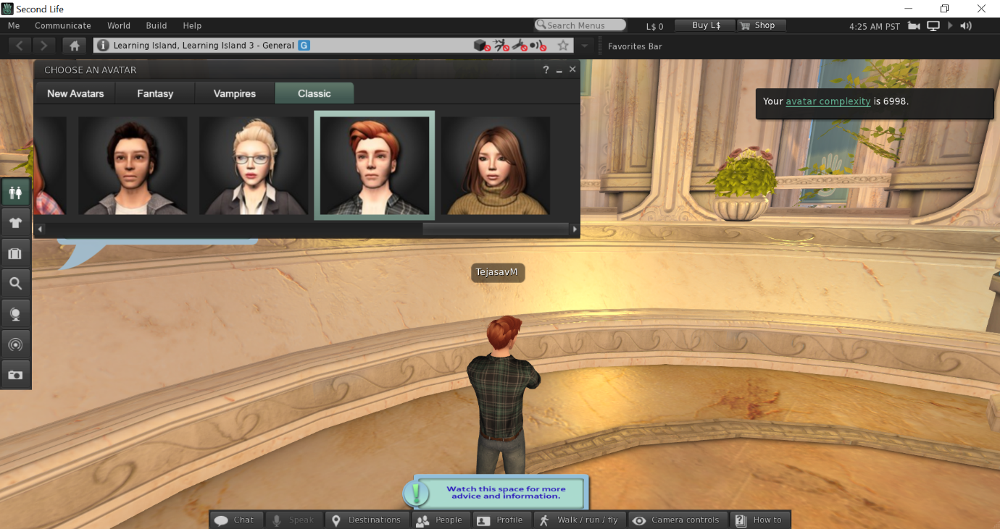 Second Life
Me Communicate World Build Help
Search Menus
L$ 0
Buy L$
Shop
4:25 AM PST
Learning Island, Learning Island 3 - General G
Favorites Bar
CHOOSE AN AVATAR
?
New Avatars Fantasy Vampires Classic
Your avatar complexity is 6998.
TejasavM
Watch this space for more
advice and information.
Chat Speak Destinations People Profile Walk / run / fly Camera controls How to